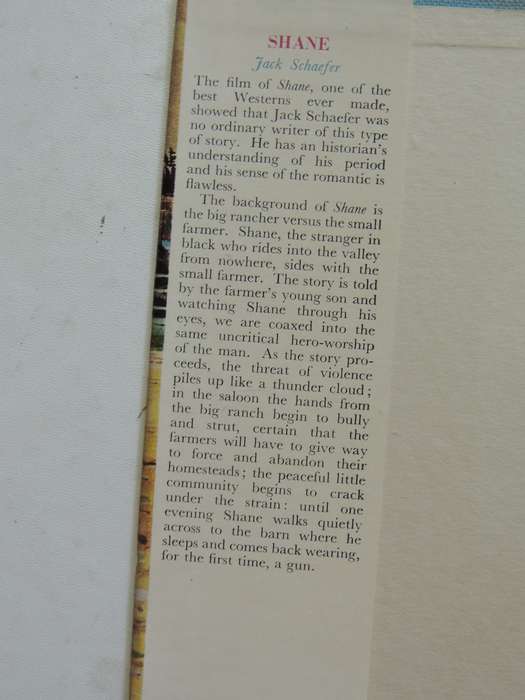 SHANE
Jack Schaefer
The film of Shane, one of the
best Westerns ever made,
showed that Jack Schaefer was
no ordinary writer of this type
of story. He has an historian's
understanding of his period
and his sense of the romantic is
flawless.
The background of Shane is
the big rancher versus the small
farmer. Shane, the stranger in
black who rides into the valley
from nowhere, sides with the
small farmer. The story is told
by the farmer's young son and
watching Shane through his
eyes, we are coaxed into the
same uncritical hero-worship
of the man. As the story pro-
ceeds, the threat of violence
piles up like a thunder cloud;
in the saloon the hands from
the big ranch begin to bully
and strut, certain that the
farmers will have to give way
to force and abandon their
homesteads; the peaceful little
community begins to crack
under the strain: until one
evening Shane walks quietly
across to the barn where he
sleeps and comes back wearing,
for the first time, a gun.